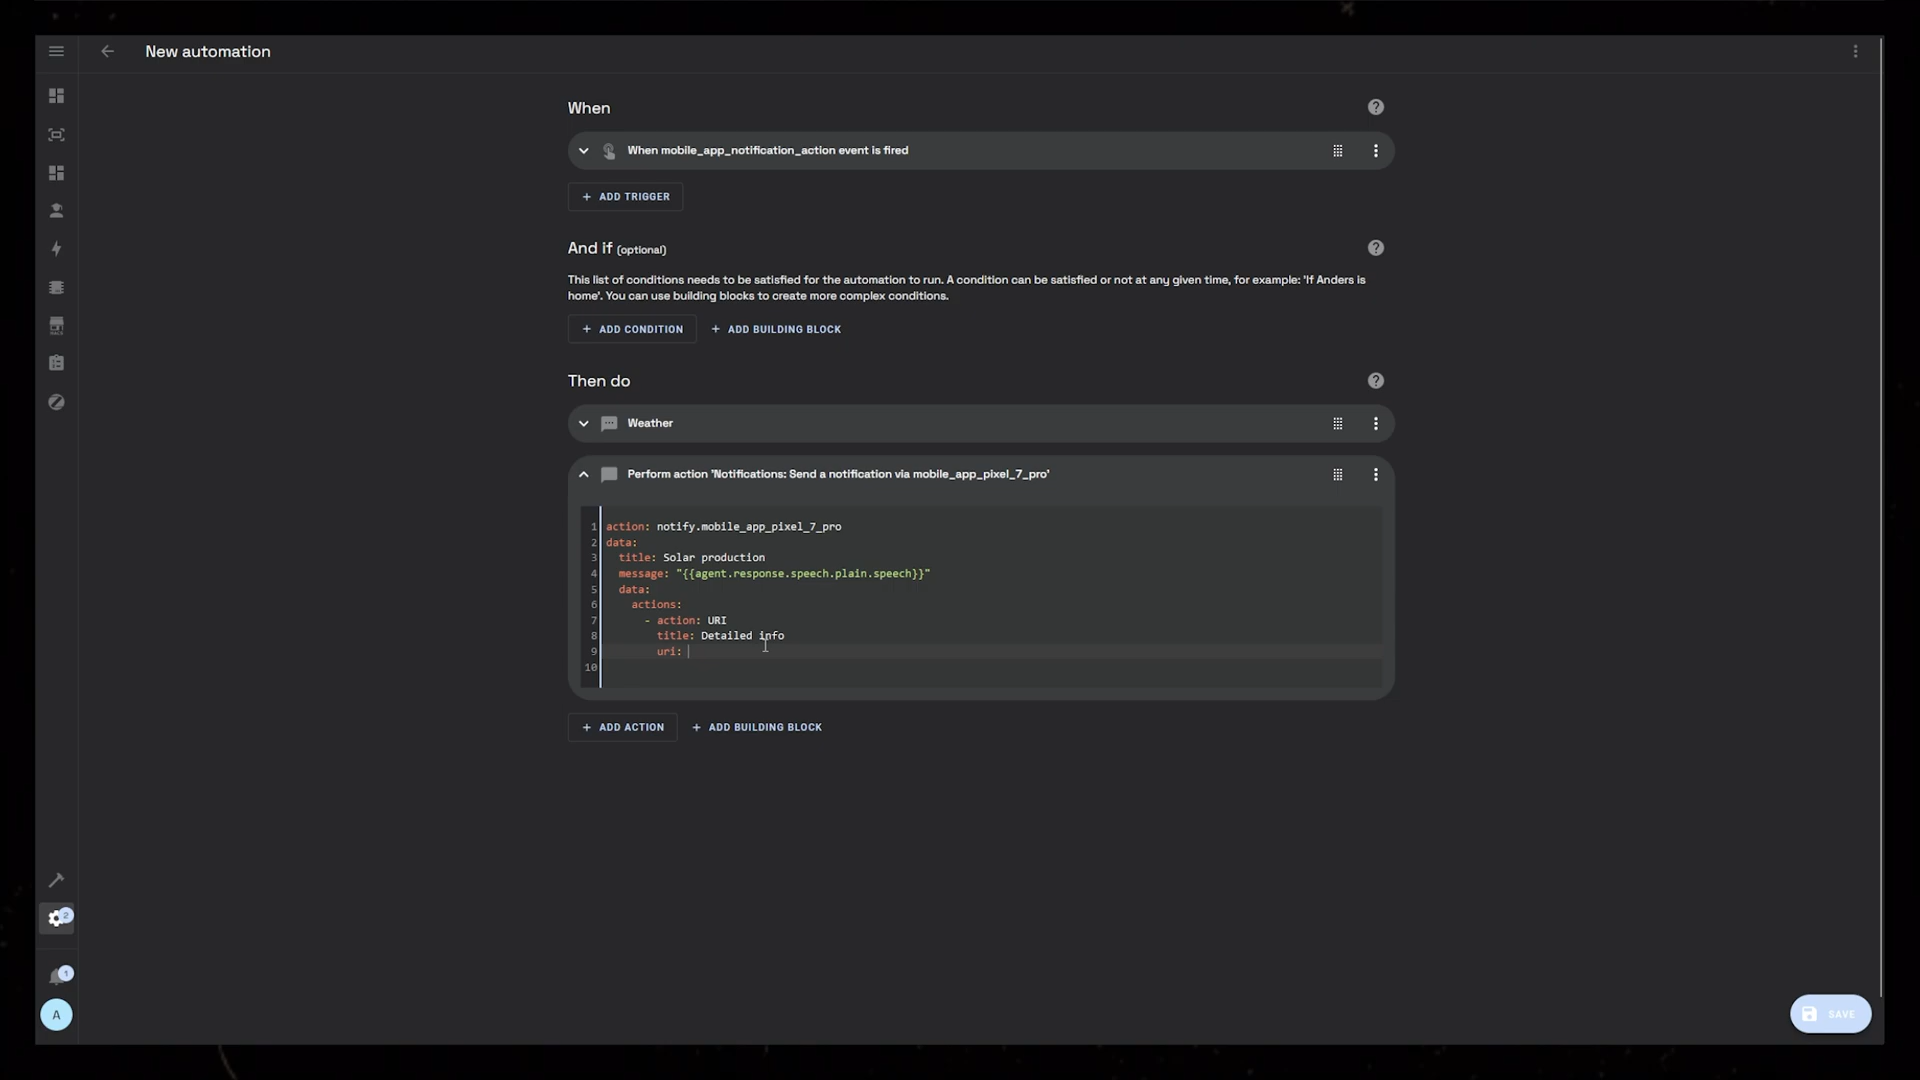 New automation
When
When mobile_app_notification_action event is fired
+ ADD TRIGGER
And if (optional)
This list of conditions needs to be satisfied for the automation to run. A condition can be satisfied or not at any given time, for example: 'If Anders is
home'. You can use building blocks to create more complex conditions.
+ ADD CONDITION + ADD BUILDING BLOCK
Then do
Weather
Perform action 'Notifications: Send a notification via mobile_app_pixel_7_pro'
1 action: notify.mobile_app_pixel_7_pro
2 data:
3 title: Solar production
4 message: "{{agent.response.speech.plain.speech}}"
5 data:
6 actions:
7 - action: URI
8 title: Detailed info
9 uri:
10
+ ADD ACTION + ADD BUILDING BLOCK
2
1
A
SAVE